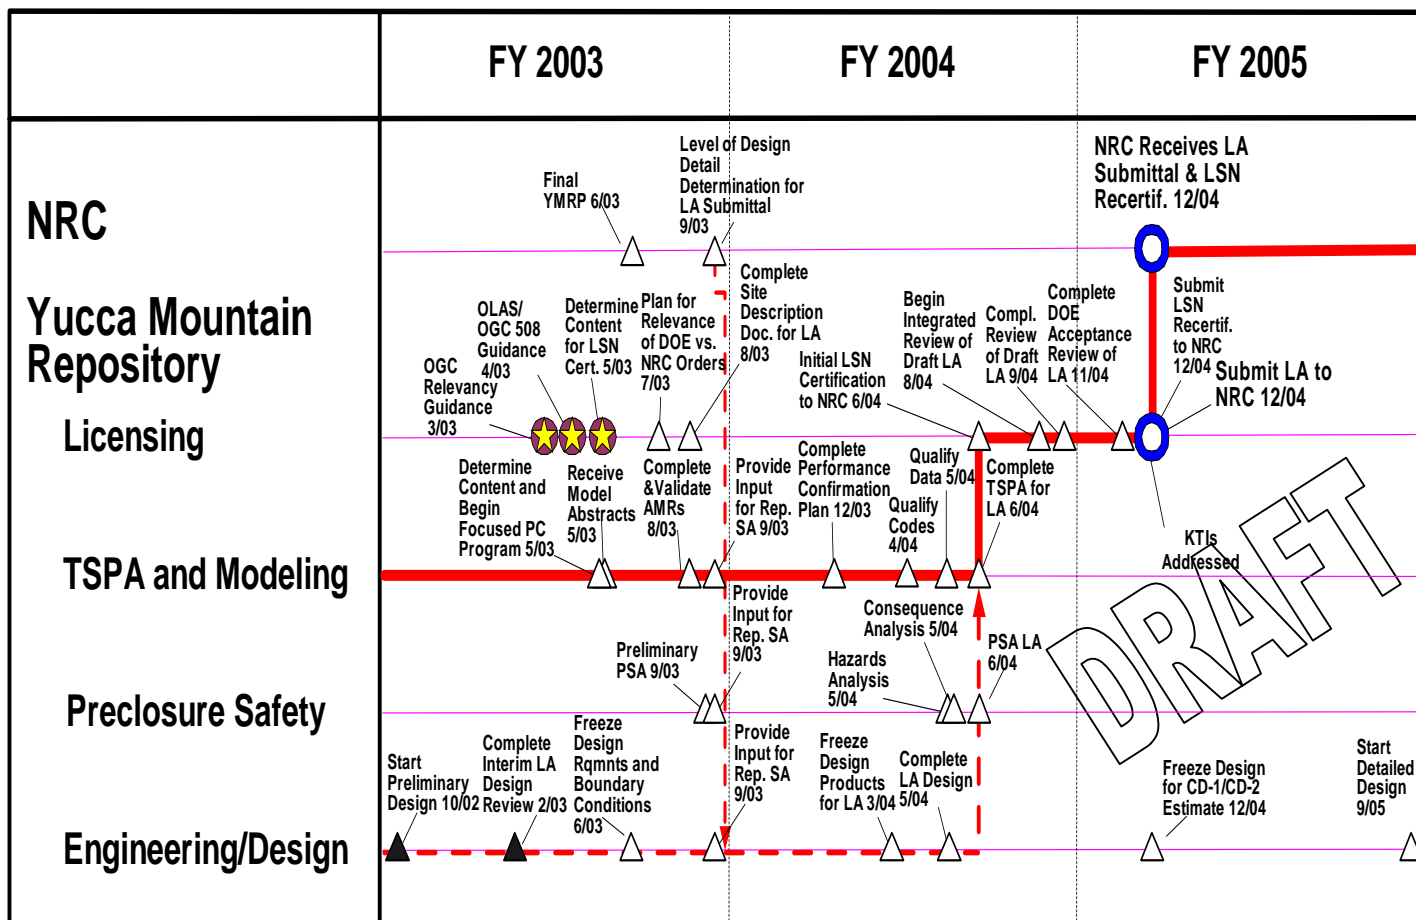 FY 2003
FY 2004
FY 2005
NRC
Final
YMRP 6/03
Level of Design
Detail
Determination for
LA Submittal
9/03
NRC Receives LA
Submittal & LSN
Recertif. 12/04
Yucca Mountain
Repository
Licensing
OGC
Relevancy
Guidance
3/03
OLAS/
OGC 508
Guidance
4/03
Determine
Content
for LSN
Cert. 5/03
Plan for
Relevance
of DOE vs.
NRC Orders
7/03
Complete
Site
Description
Doc. for LA
8/03
Initial LSN
Certification
to NRC 6/04
Begin
Integrated
Review of
Draft LA
8/04
Compl.
Review
of Draft
LA 9/04
Complete
DOE
Acceptance
Review of
LA 11/04
Submit
LSN
Recertif.
to NRC
12/04
Submit LA to
NRC 12/04
KTIs
Addressed
TSPA and Modeling
Determine
Content and
Begin
Focused PC
Program 5/03
Receive
Model
Abstracts
5/03
Complete
&Validate
AMRs
8/03
Provide
Input
for Rep.
SA 9/03
Complete
Performance
Confirmation
Plan 12/03
Qualify
Codes
4/04
Qualify
Data 5/04
Complete
TSPA for
LA 6/04
Preclosure Safety
Preliminary
PSA 9/03
Provide
Input for
Rep. SA
9/03
Hazards
Analysis
5/04
Consequence
Analysis 5/04
PSA LA
6/04
Engineering/Design
Start
Preliminary
Design 10/02
Complete
Interim LA
Design
Review 2/03
Freeze
Design
Rqmnts and
Boundary
Conditions
6/03
Provide
Input for
Rep. SA
9/03
Freeze
Design
Products
for LA 3/04
Complete
LA Design
5/04
Freeze Design
for CD-1/CD-2
Estimate 12/04
Start
Detailed
Design
9/05
DRAFT